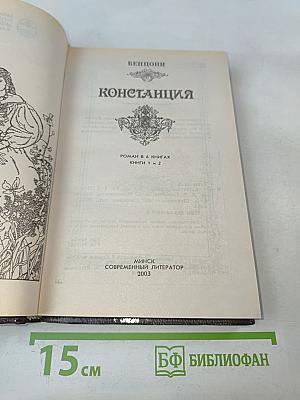 БЕНЦОНИ
КОНСТАНЦИЯ
РОМАН В 6 КНИГАХ
КНИГИ 1 и 2
МИНСК
СОВРЕМЕННЫЙ ЛИТЕРАТОР
2003
15 см
БФ БИБЛИОФАН